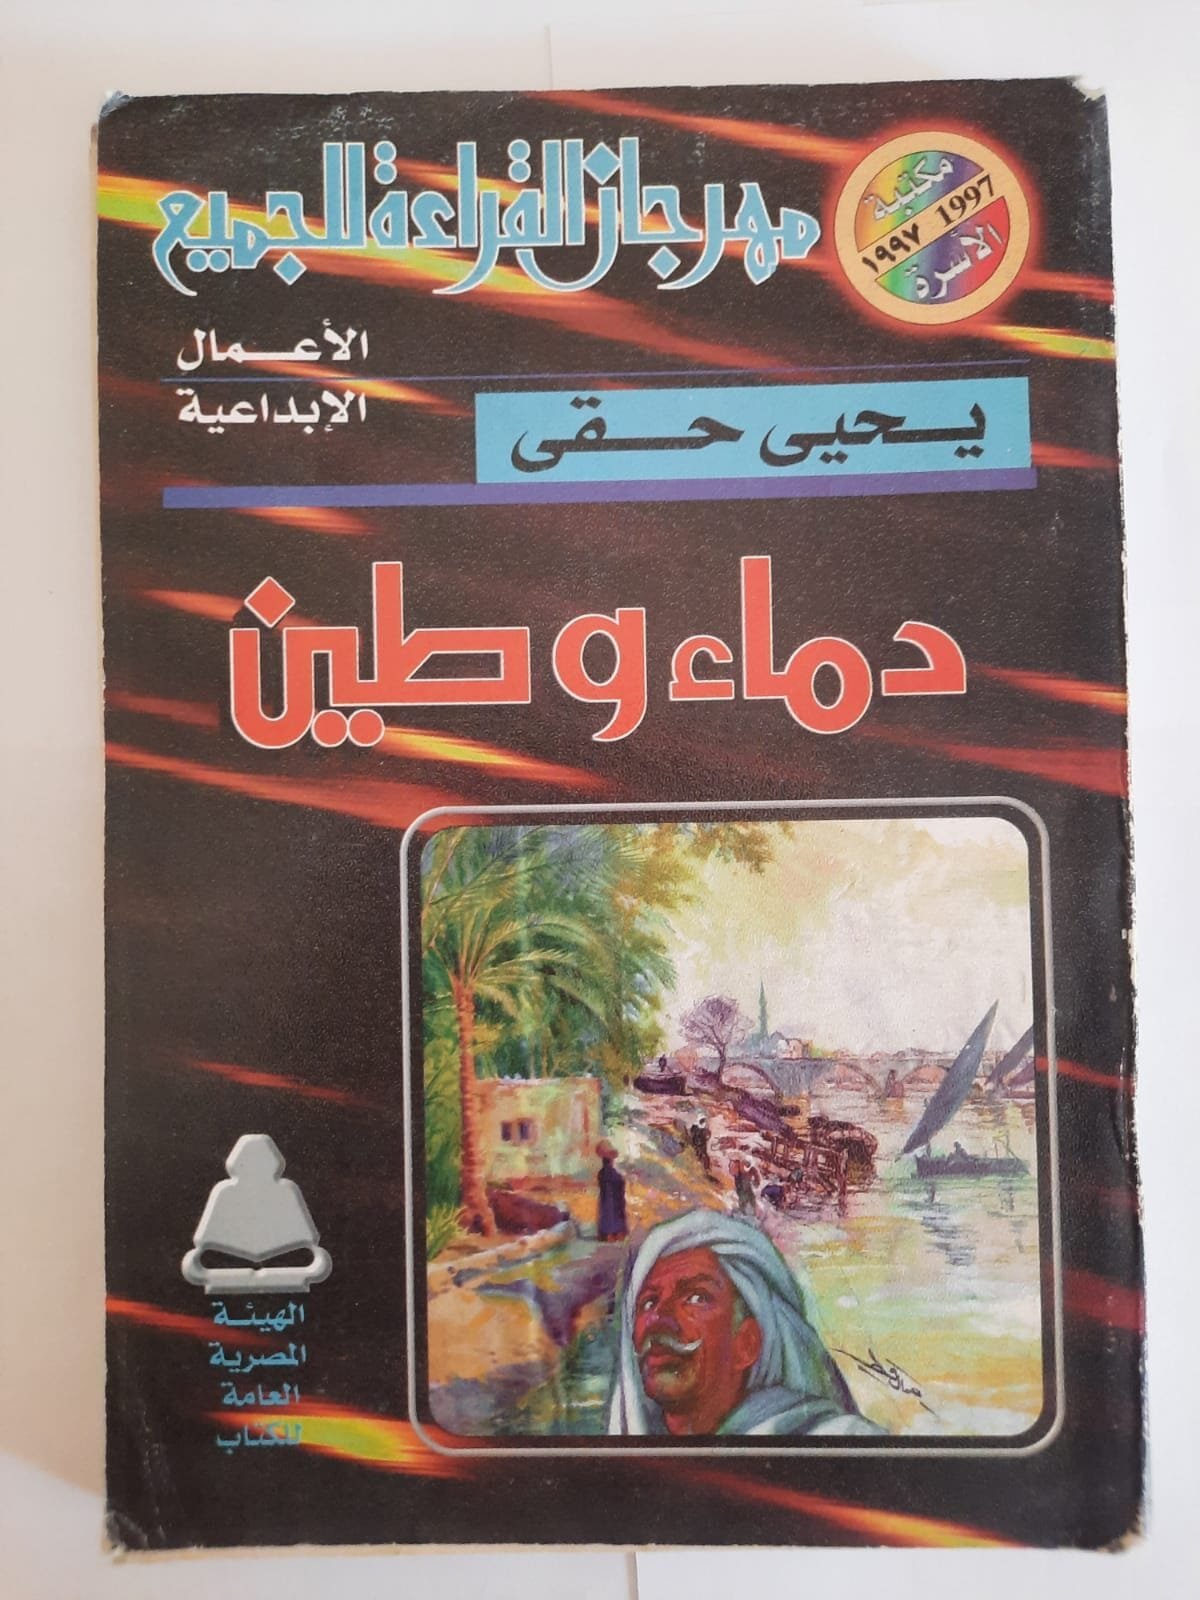 مكتبة
1997 ١٩٩٧
الأسرة
مهرجان القراءة للجميع
الأعمال
الإبداعية
يحيى حقى
دماء وطين
الهيئة
المصرية
العامة
للكتاب